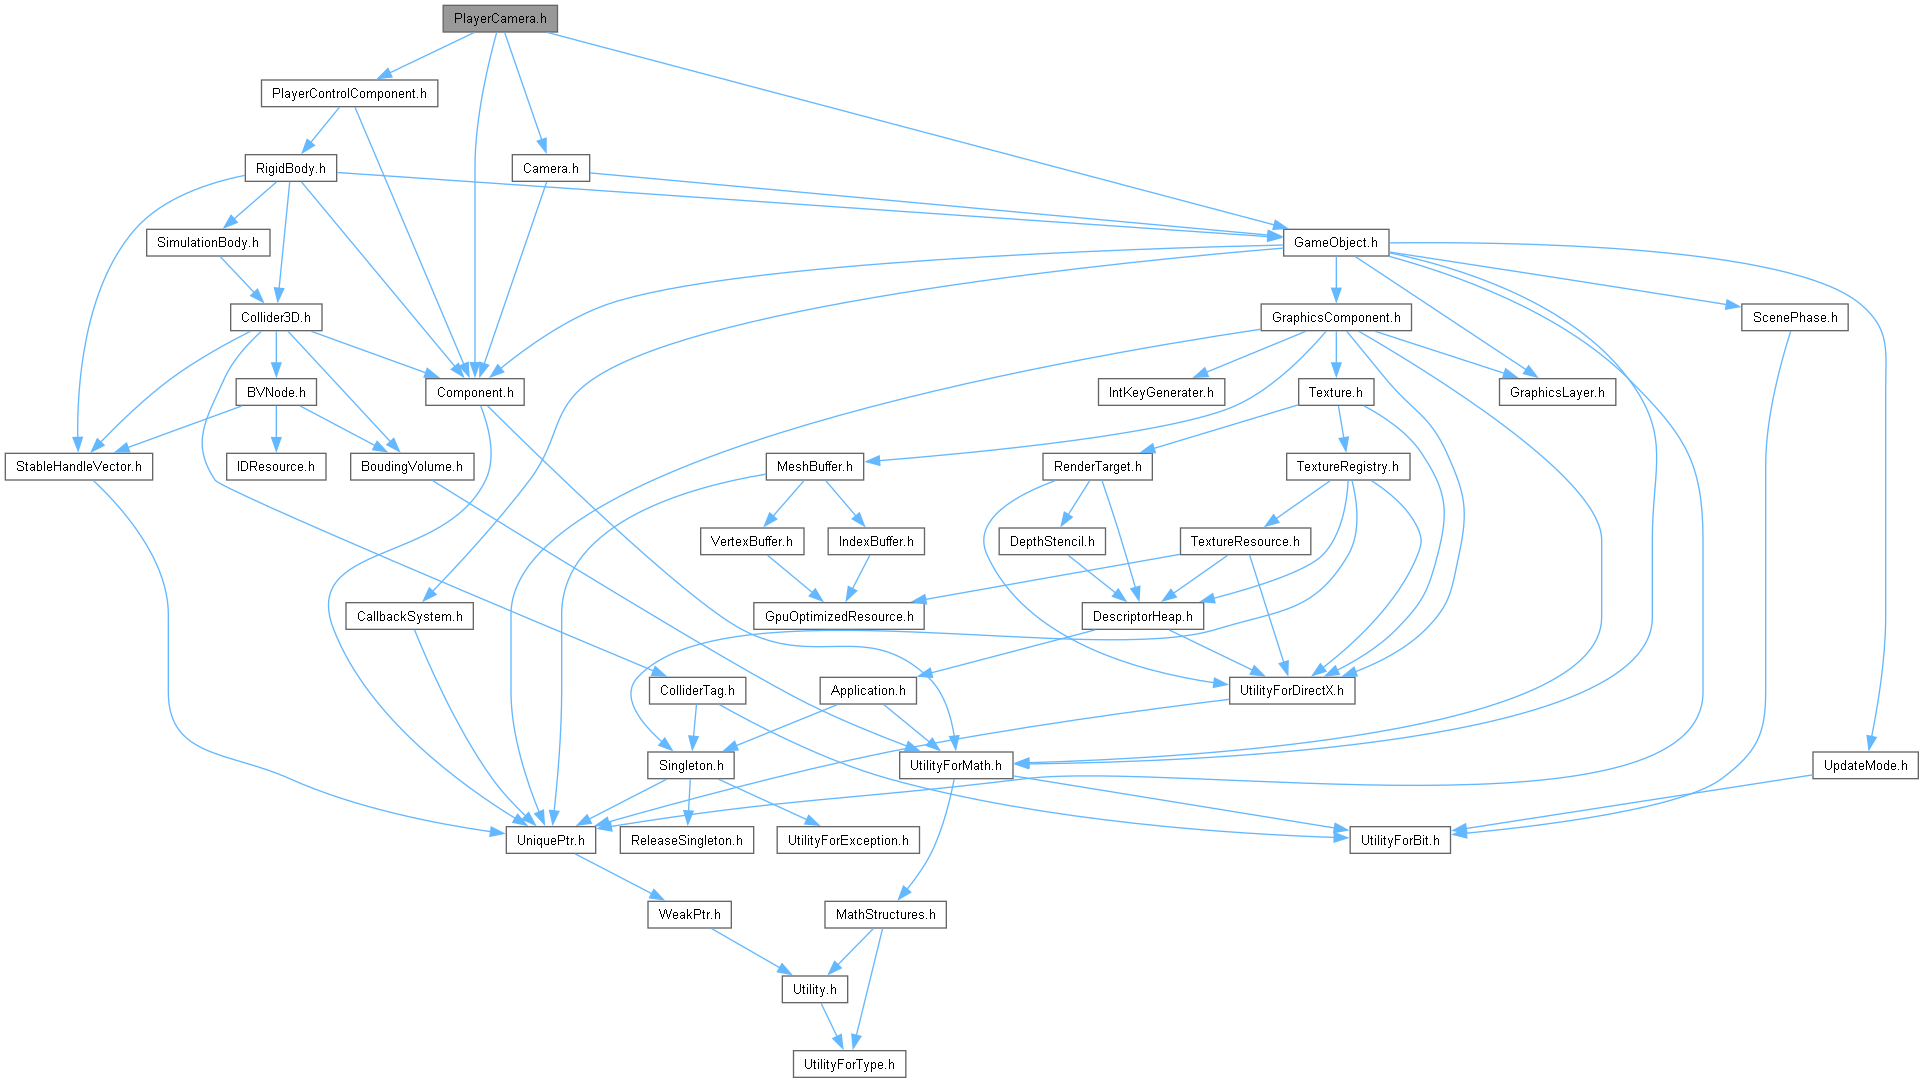 PlayerCamera.h
PlayerControlComponent.h
RigidBody.h
Camera.h
SimulationBody.h
GameObject.h
Collider3D.h
GraphicsComponent.h
ScenePhase.h
BVNode.h
Component.h
IntKeyGenerater.h
Texture.h
GraphicsLayer.h
StableHandleVector.h
IDResource.h
BoudingVolume.h
MeshBuffer.h
RenderTarget.h
TextureRegistry.h
VertexBuffer.h
IndexBuffer.h
DepthStencil.h
TextureResource.h
CallbackSystem.h
GpuOptimizedResource.h
DescriptorHeap.h
ColliderTag.h
Application.h
UtilityForDirectX.h
Singleton.h
UtilityForMath.h
UpdateMode.h
UniquePtr.h
ReleaseSingleton.h
UtilityForException.h
UtilityForBit.h
WeakPtr.h
MathStructures.h
Utility.h
UtilityForType.h